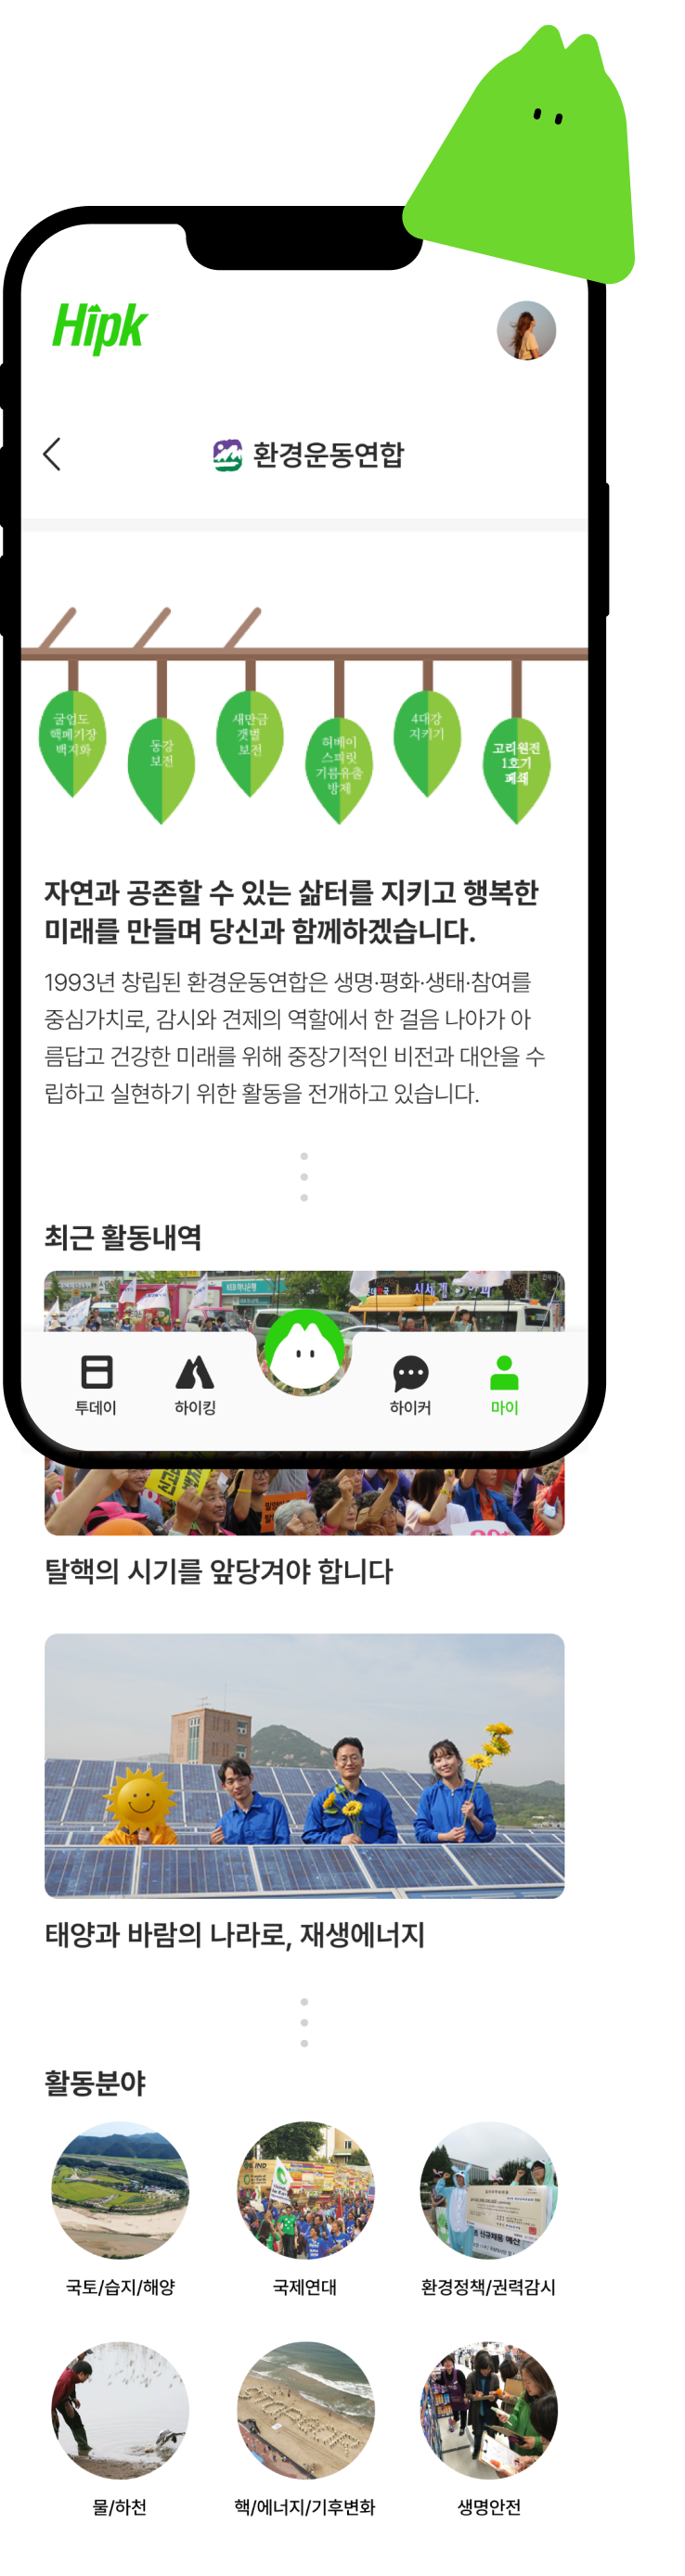 Hipk
환경운동연합
굴업도
핵폐기장
백지화
동강
보전
새만금
갯벌
보전
허베이
스피릿
기름유출
방제
4대강
지키기
고리원전
1호기
폐쇄
자연과 공존할 수 있는 삶터를 지키고 행복한
미래를 만들며 당신과 함께하겠습니다.
1993년 창립된 환경운동연합은 생명·평화·생태·참여를
중심가치로, 감시와 견제의 역할에서 한 걸음 나아가 아
름답고 건강한 미래를 위해 중장기적인 비전과 대안을 수
립하고 실현하기 위한 활동을 전개하고 있습니다.
최근 활동내역
투데이
하이킹
하이커
마이
탈핵의 시기를 앞당겨야 합니다
태양과 바람의 나라로, 재생에너지
활동분야
국토/습지/해양
국제연대
환경정책/권력감시
물/하천
핵/에너지/기후변화
생명안전